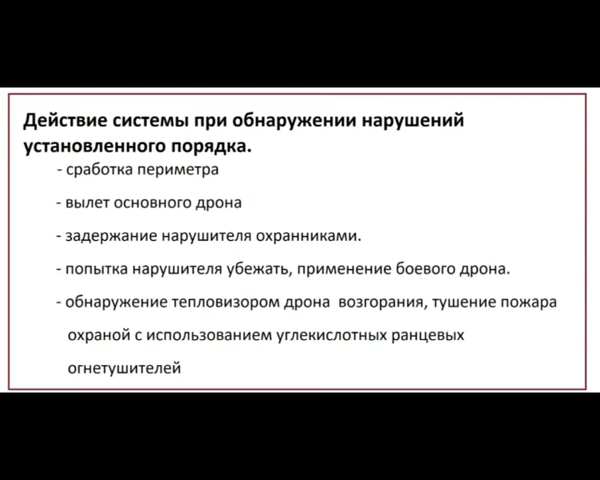 Действие системы при обнаружении нарушений
установленного порядка.
- сработка периметра
- вылет основного дрона
- задержание нарушителя охранниками.
- попытка нарушителя убежать, применение боевого дрона.
- обнаружение тепловизором дрона возгорания, тушение пожара
охраной с использованием углекислотных ранцевых
огнетушителей